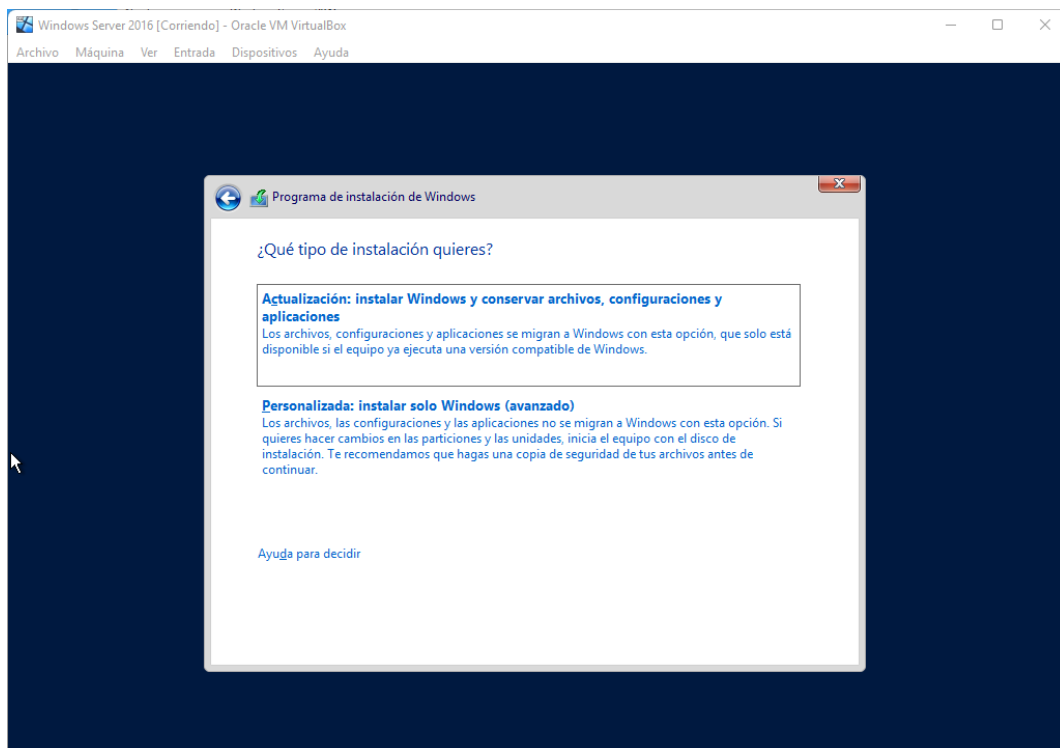 Windows Server 2016 [Corriendo] - Oracle VM VirtualBox
Archivo Máquina Ver Entrada Dispositivos Ayuda
Programa de instalación de Windows
¿Qué tipo de instalación quieres?
Actualización: instalar Windows y conservar archivos, configuraciones y
aplicaciones
Los archivos, configuraciones y aplicaciones se migran a Windows con esta opción, que solo está
disponible si el equipo ya ejecuta una versión compatible de Windows.
Personalizada: instalar solo Windows (avanzado)
Los archivos, las configuraciones y las aplicaciones no se migran a Windows con esta opción. Si
quieres hacer cambios en las particiones y las unidades, inicia el equipo con el disco de
instalación. Te recomendamos que hagas una copia de seguridad de tus archivos antes de
continuar.
Ayuda para decidir